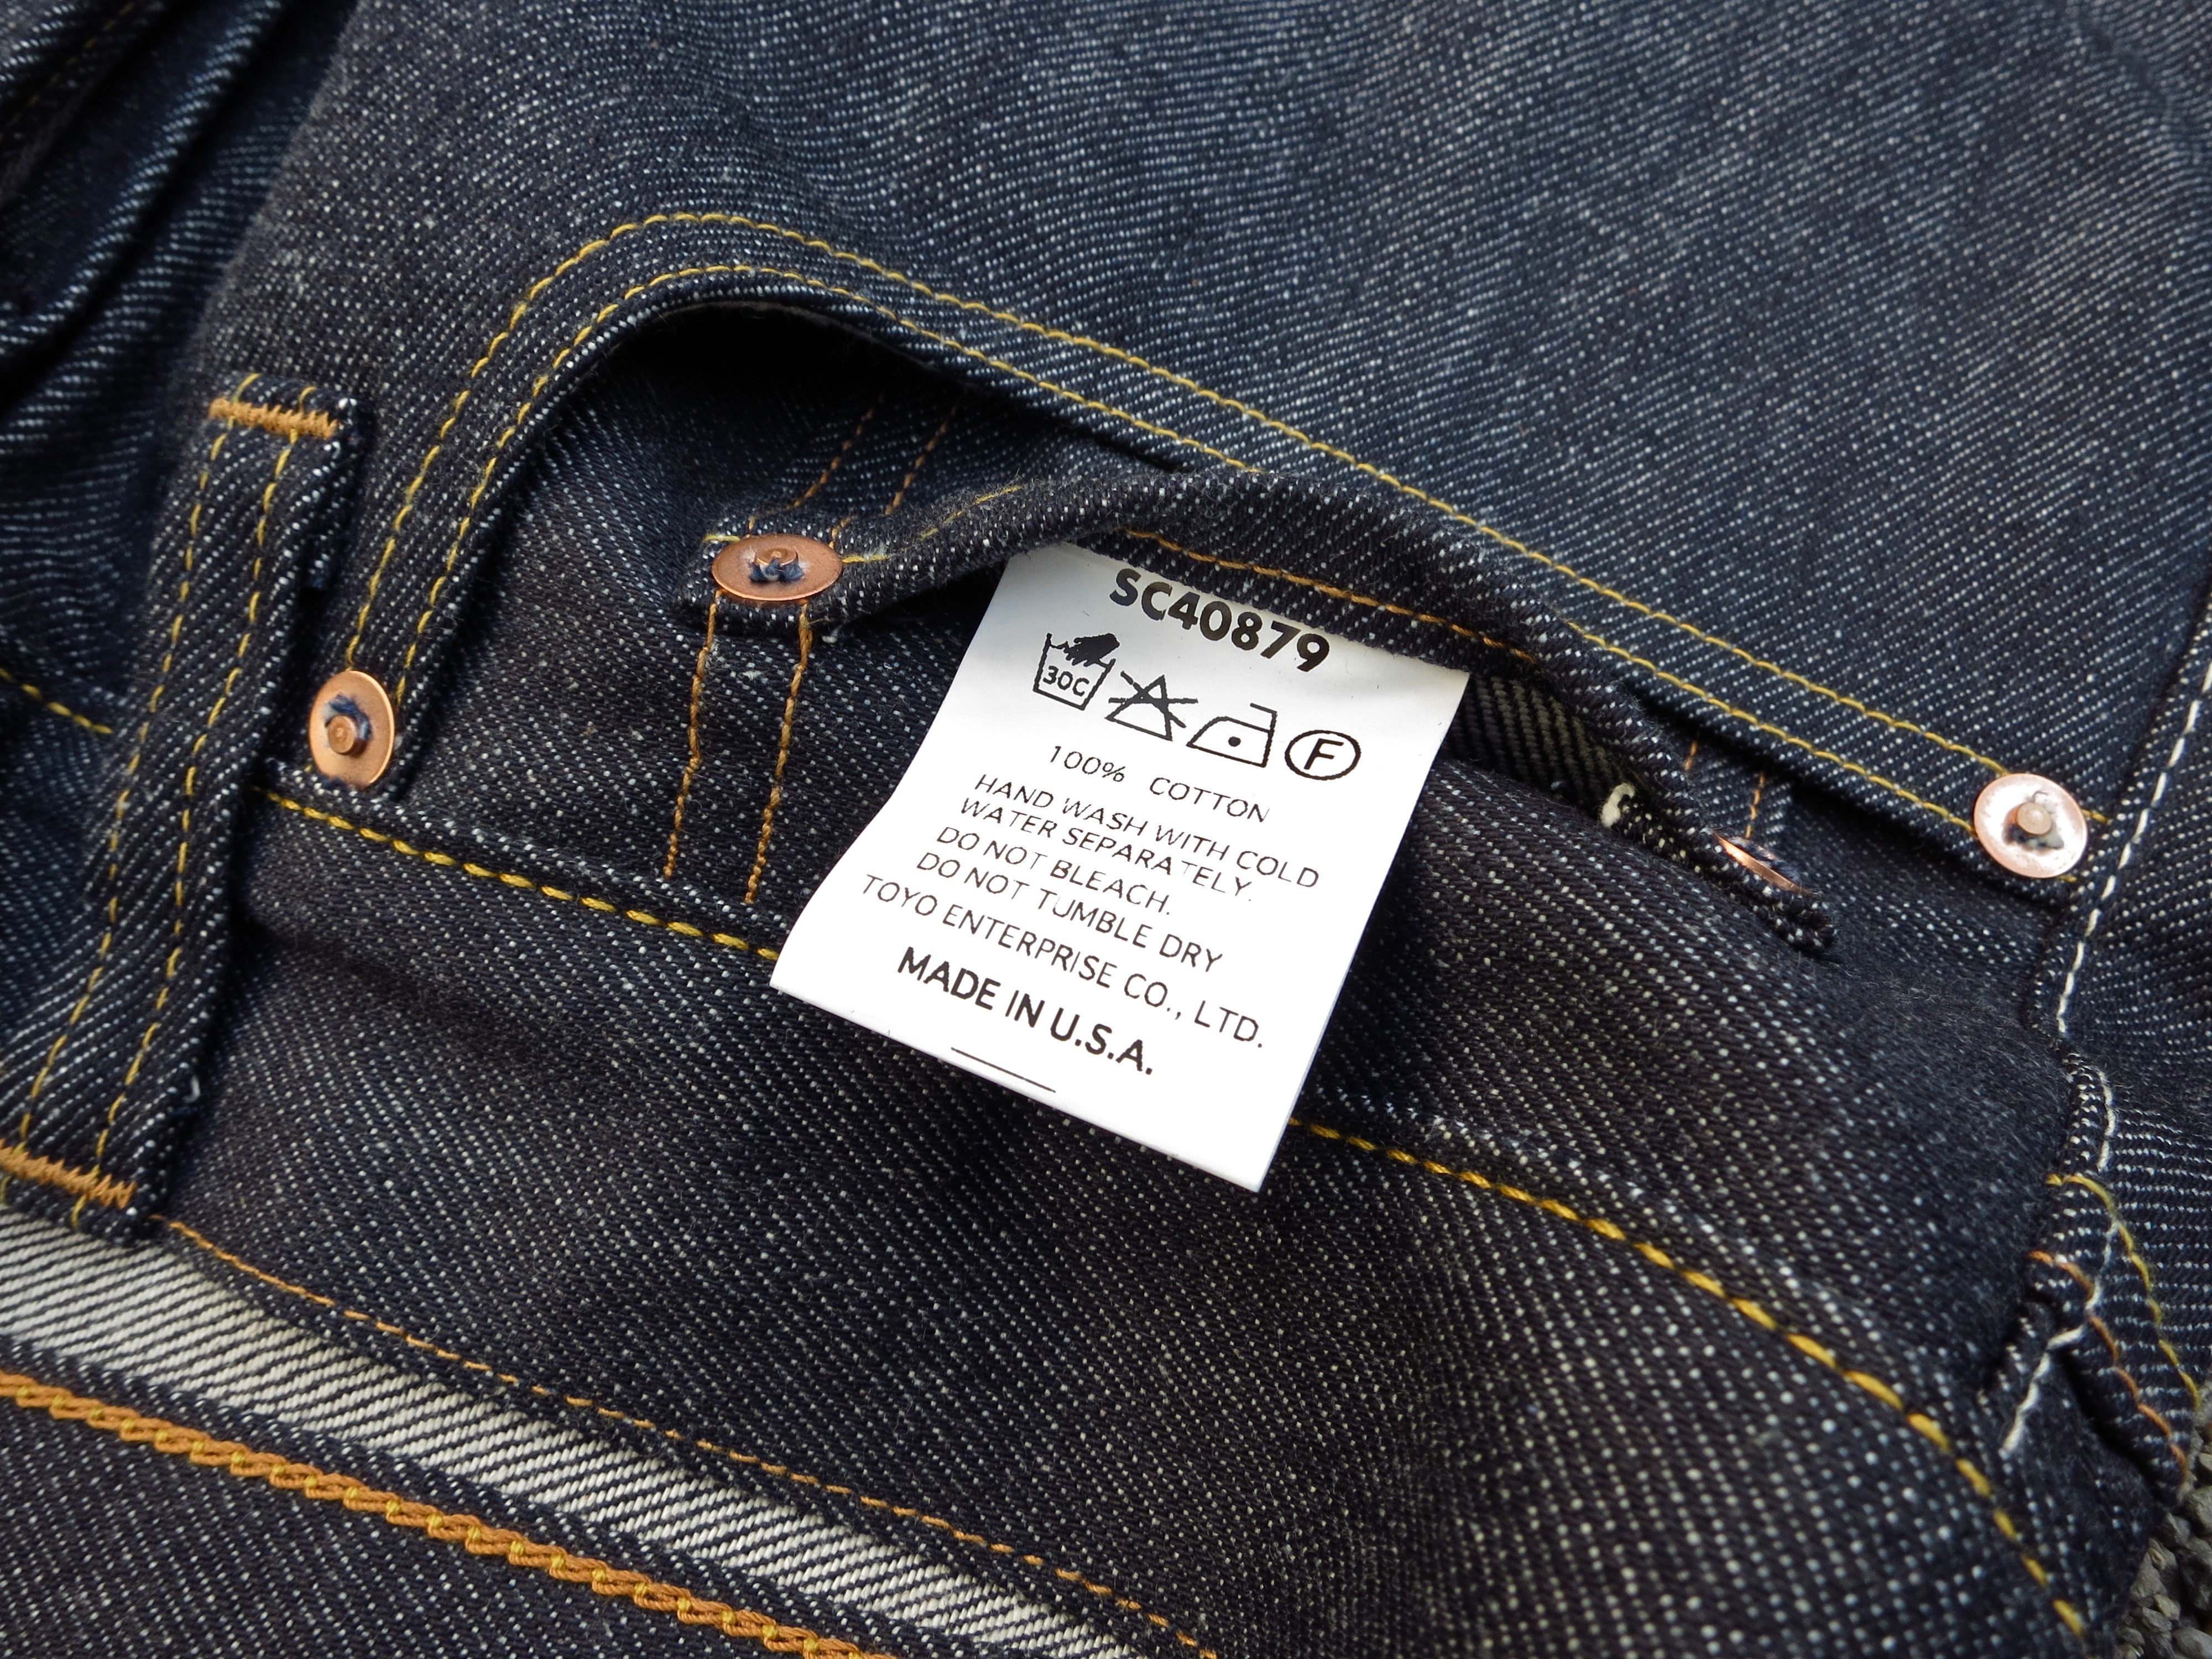 SC40879
30C
F
100% COTTON
HAND WASH WITH COLD
WATER SEPARATELY.
DO NOT BLEACH.
DO NOT TUMBLE DRY
TOYO ENTERPRISE CO., LTD.
MADE IN U.S.A.